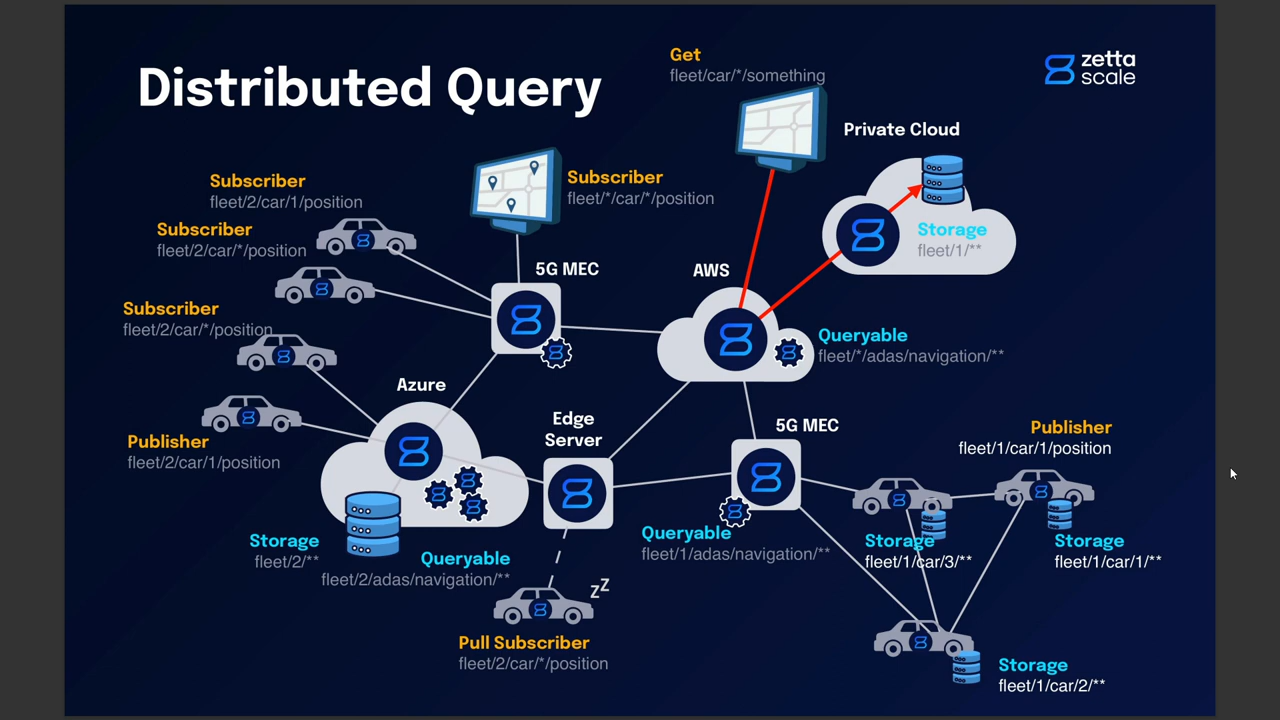 Distributed Query
Get
fleet/car/*/something
zetta
scale
Private Cloud
Subscriber
fleet/2/car/1/position
Subscriber
fleet/*/car/*/position
Subscriber
fleet/2/car/*/position
Storage
fleet/1/**
5G MEC
AWS
Subscriber
fleet/2/car/*/position
Queryable
fleet/*/adas/navigation/**
Azure
Edge
Server
5G MEC
Publisher
fleet/1/car/1/position
Publisher
fleet/2/car/1/position
Storage
fleet/2/**
Queryable
fleet/2/adas/navigation/**
Queryable
fleet/1/adas/navigation/**
Storage
fleet/1/car/3/**
Storage
fleet/1/car/1/**
zZ
Pull Subscriber
fleet/2/car/*/position
Storage
fleet/1/car/2/**